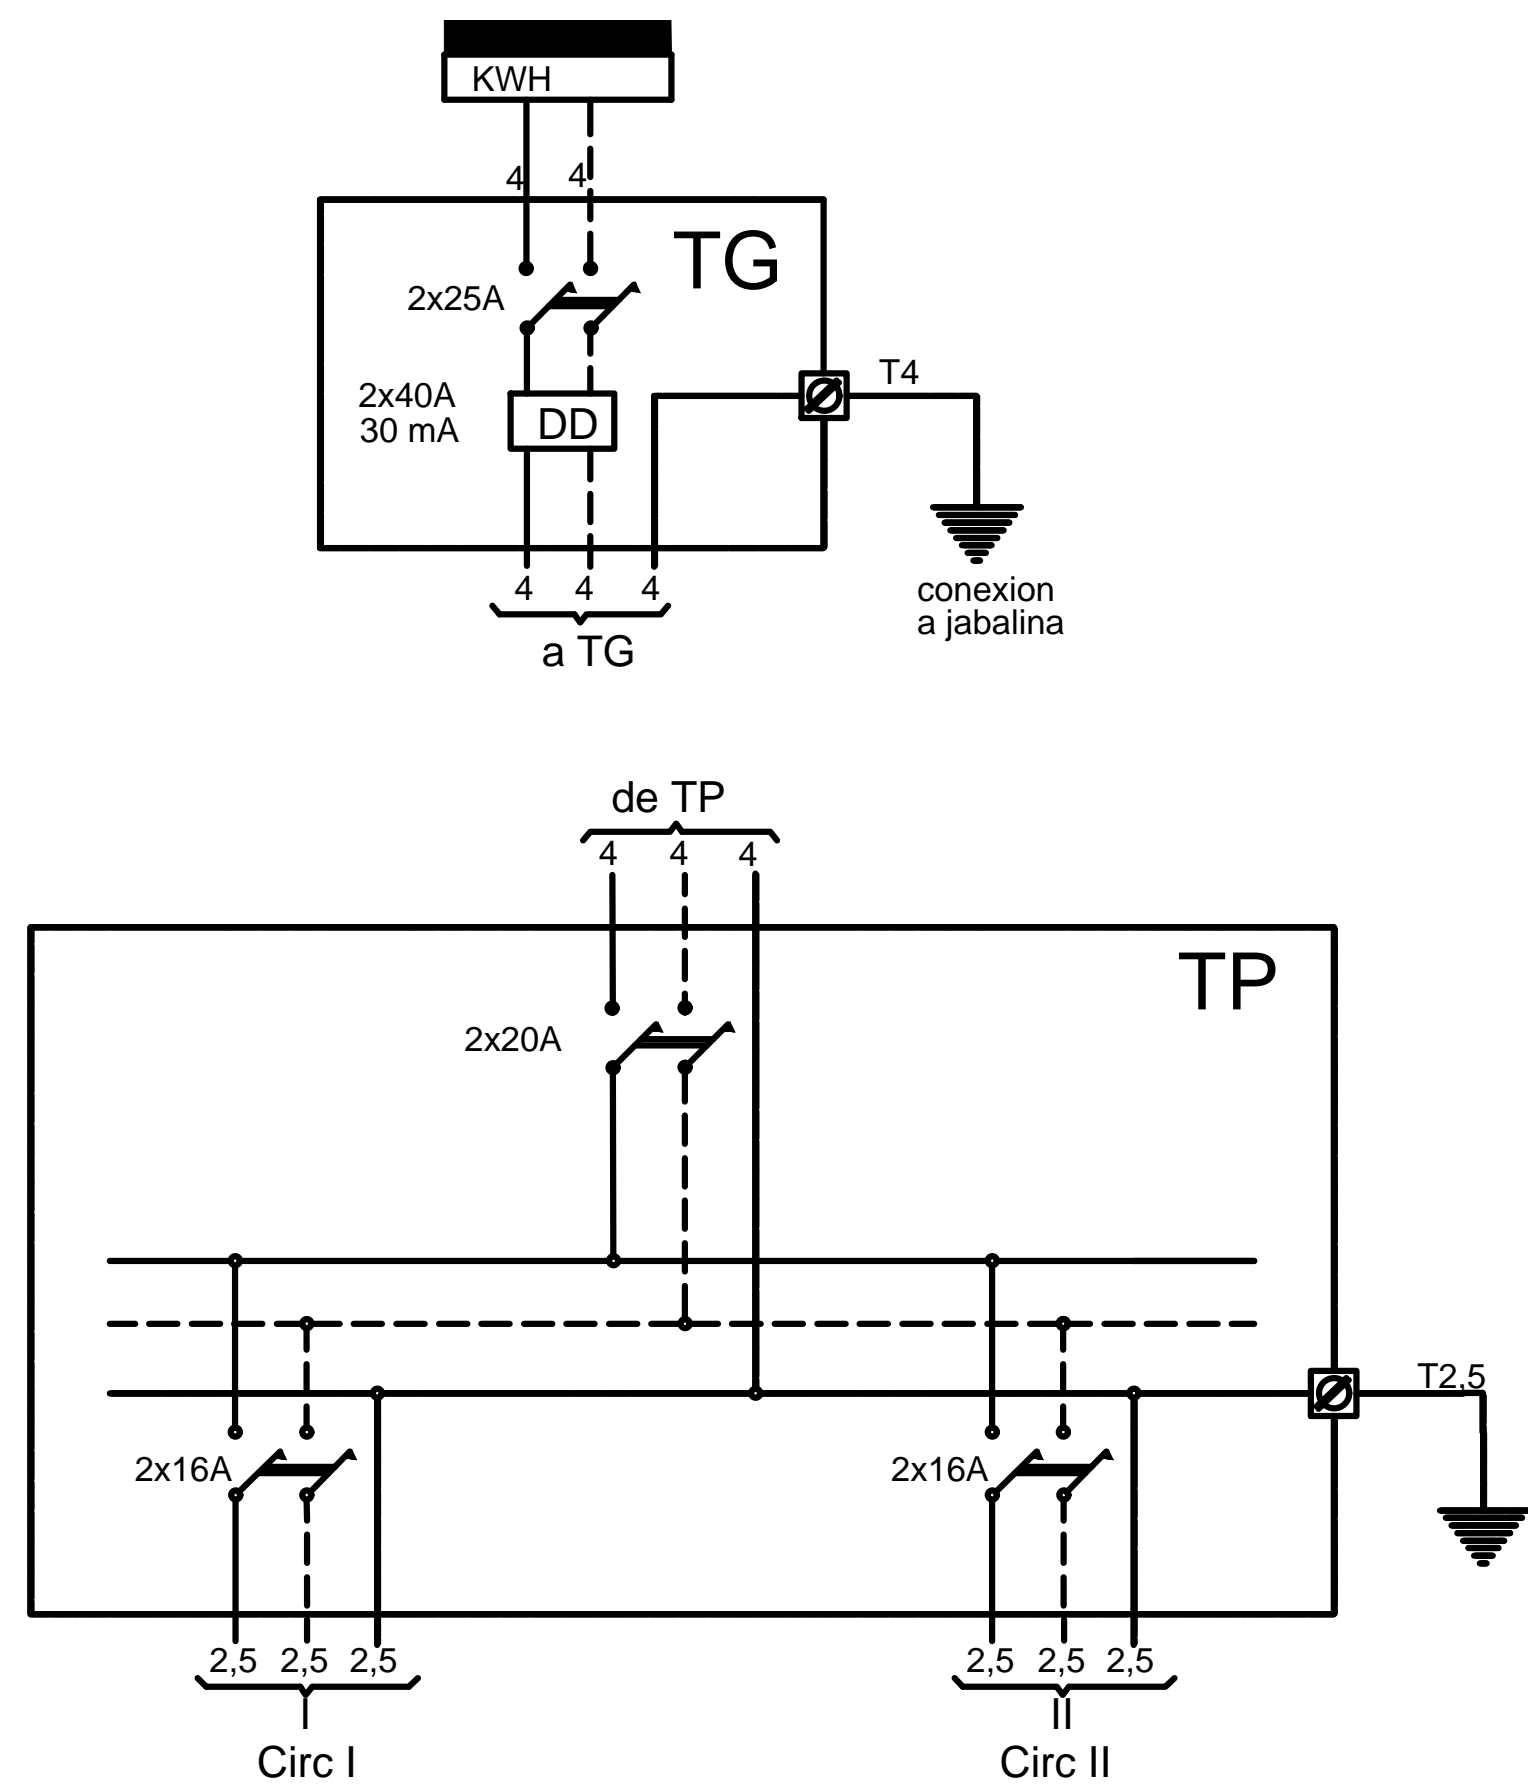 KWH
4 4
TG
2x25A
T4
2x40A
30 mA
DD
4 4 4
conexion
a jabalina
a TG
de TP
4 4 4
TP
2x20A
T2,5
2x16A 2x16A
2,5 2,5 2,5 2,5 2,5 2,5
I II
Circ I Circ II